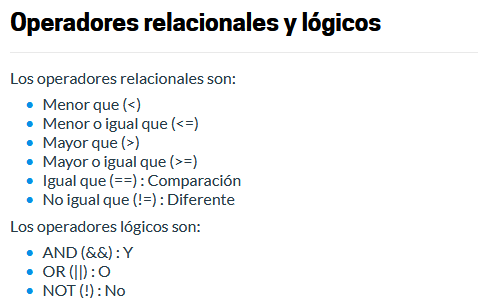 Operadores relacionales y lógicos
Los operadores relacionales son:
Menor que (<)
Menor o igual que (<=)
Mayor que (>)
Mayor o igual que (>=)
Igual que (==) : Comparación
No igual que (!=) : Diferente
Los operadores lógicos son:
AND (&&) : Y
OR (||) : O
NOT (!) : No